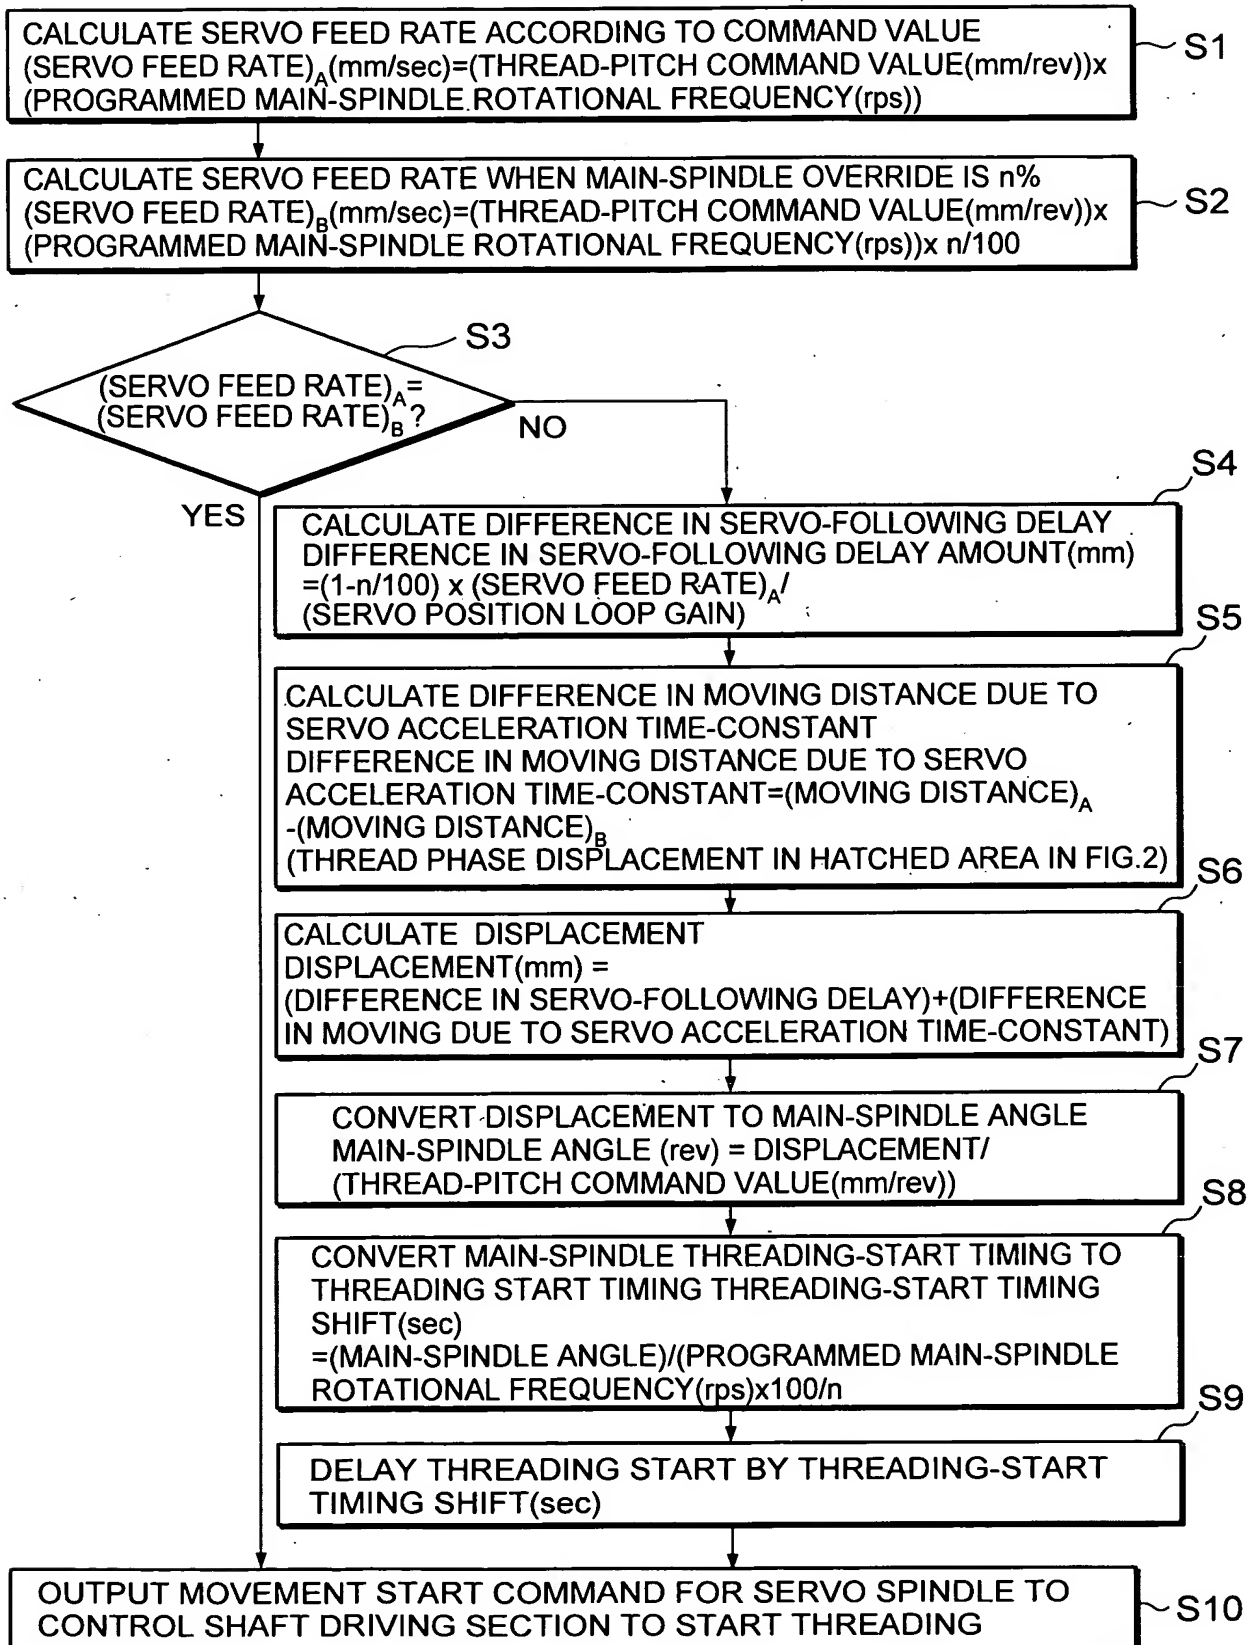 CALCULATE SERVO FEED RATE ACCORDING TO COMMAND VALUE
(SERVO FEED RATE)A(mm/sec)=(THREAD-PITCH COMMAND VALUE(mm/rev))x
(PROGRAMMED MAIN-SPINDLE ROTATIONAL FREQUENCY(rps))
S1
CALCULATE SERVO FEED RATE WHEN MAIN-SPINDLE OVERRIDE IS n%
(SERVO FEED RATE)B(mm/sec)=(THREAD-PITCH COMMAND VALUE(mm/rev))x
(PROGRAMMED MAIN-SPINDLE ROTATIONAL FREQUENCY(rps))x n/100
S2
S3
(SERVO FEED RATE)A=
(SERVO FEED RATE)B?
NO
YES
S4
CALCULATE DIFFERENCE IN SERVO-FOLLOWING DELAY
DIFFERENCE IN SERVO-FOLLOWING DELAY AMOUNT(mm)
=(1-n/100) x (SERVO FEED RATE)A/
(SERVO POSITION LOOP GAIN)
S5
CALCULATE DIFFERENCE IN MOVING DISTANCE DUE TO
SERVO ACCELERATION TIME-CONSTANT
DIFFERENCE IN MOVING DISTANCE DUE TO SERVO
ACCELERATION TIME-CONSTANT=(MOVING DISTANCE)A
-(MOVING DISTANCE)B
(THREAD PHASE DISPLACEMENT IN HATCHED AREA IN FIG.2)
S6
CALCULATE DISPLACEMENT
DISPLACEMENT(mm) =
(DIFFERENCE IN SERVO-FOLLOWING DELAY)+(DIFFERENCE
IN MOVING DUE TO SERVO ACCELERATION TIME-CONSTANT)
S7
CONVERT DISPLACEMENT TO MAIN-SPINDLE ANGLE
MAIN-SPINDLE ANGLE (rev) = DISPLACEMENT/
(THREAD-PITCH COMMAND VALUE(mm/rev))
S8
CONVERT MAIN-SPINDLE THREADING-START TIMING TO
THREADING START TIMING THREADING-START TIMING
SHIFT(sec)
=(MAIN-SPINDLE ANGLE)/(PROGRAMMED MAIN-SPINDLE
ROTATIONAL FREQUENCY(rps)x100/n
S9
DELAY THREADING START BY THREADING-START
TIMING SHIFT(sec)
OUTPUT MOVEMENT START COMMAND FOR SERVO SPINDLE TO
CONTROL SHAFT DRIVING SECTION TO START THREADING
S10